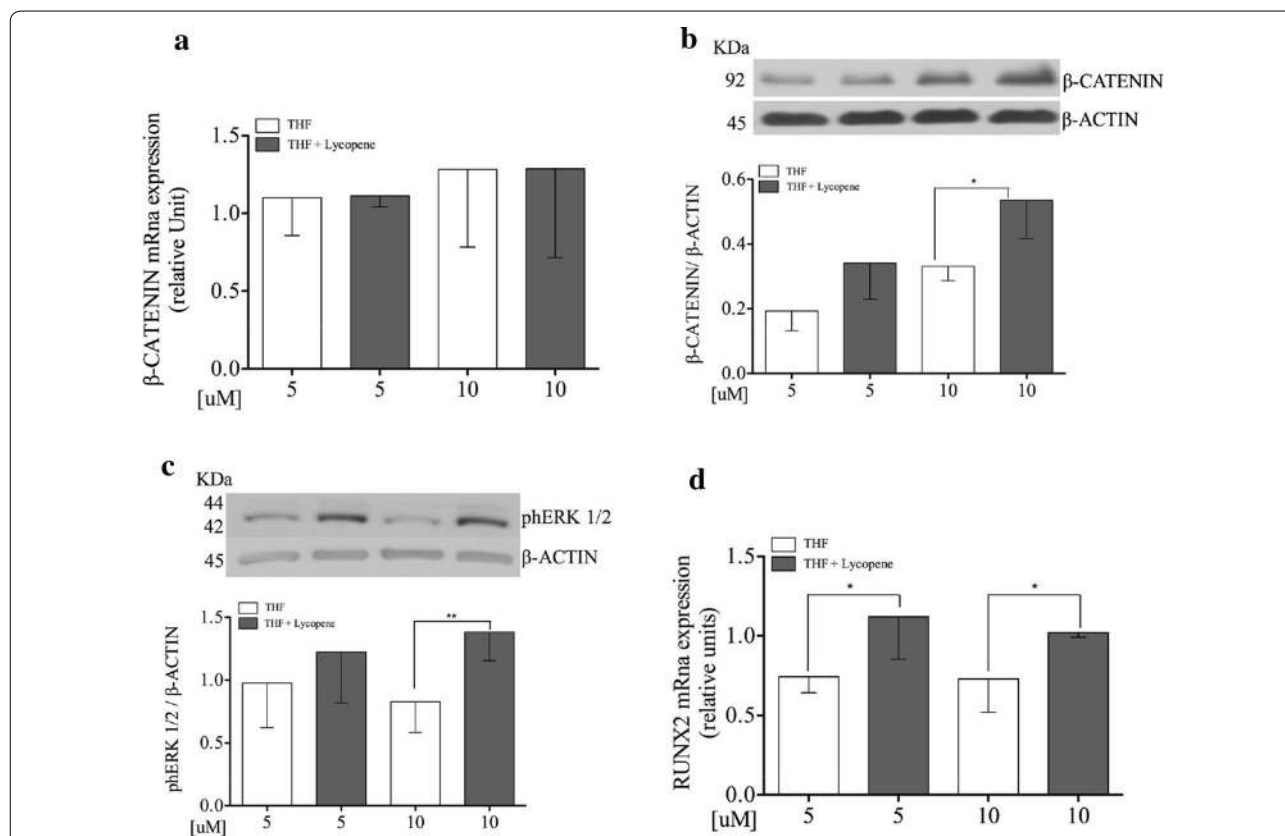 a
THF
THF + Lycopene
β-CATENIN mRna expression
(relative Unit)
1.5
1.0
0.5
0.0
5 5 10 10
[uM]
b
KDa
92 β-CATENIN
45 β-ACTIN
THF
THF + Lycopene
β-CATENIN/ β-ACTIN
0.6
0.4
0.2
0.0
*
5 5 10 10
[uM]
c
KDa
44
42 phERK 1/2
45 β-ACTIN
THF
THF + Lycopene
phERK 1/2 / β-ACTIN
1.5
1.0
0.5
0.0
**
5 5 10 10
[uM]
d
THF
THF + Lycopene
RUNX2 mRna expression
(relative units)
1.5
1.0
0.5
0.0
* *
5 5 10 10
[uM]